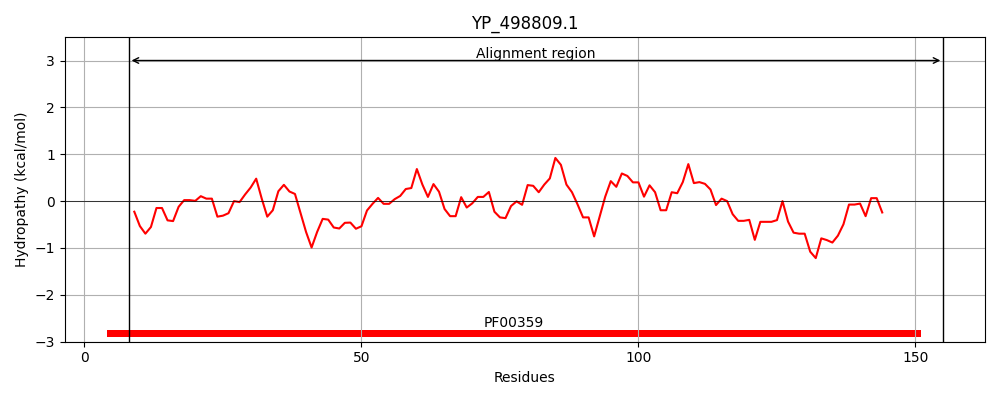 YP_498809.1
Alignment region
3
2
1
0
−1
−2
−3
Hydropathy (kcal/mol)
PF00359
0
50
100
150
Residues